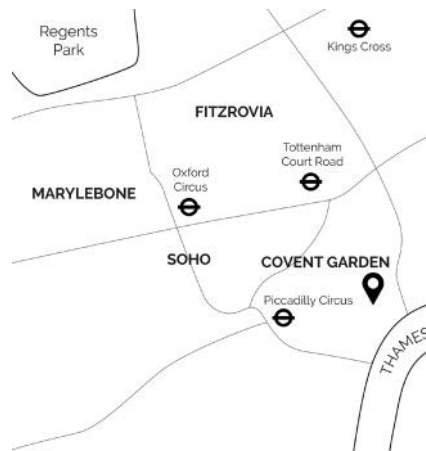 Regents
Park
Kings Cross
FITZROVIA
Tottenham
Court Road
Oxford
Circus
MARYLEBONE
SOHO
COVENT GARDEN
Piccadilly Circus
THAMES